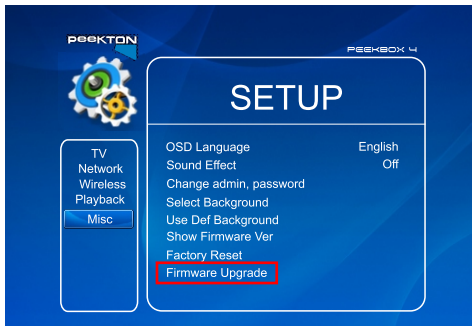 PEEKTON
PEEKBOX 4
SETUP
TV
Network
Wireless
Playback
Misc
OSD Language English
Sound Effect Off
Change admin, password
Select Background
Use Def Background
Show Firmware Ver
Factory Reset
Firmware Upgrade